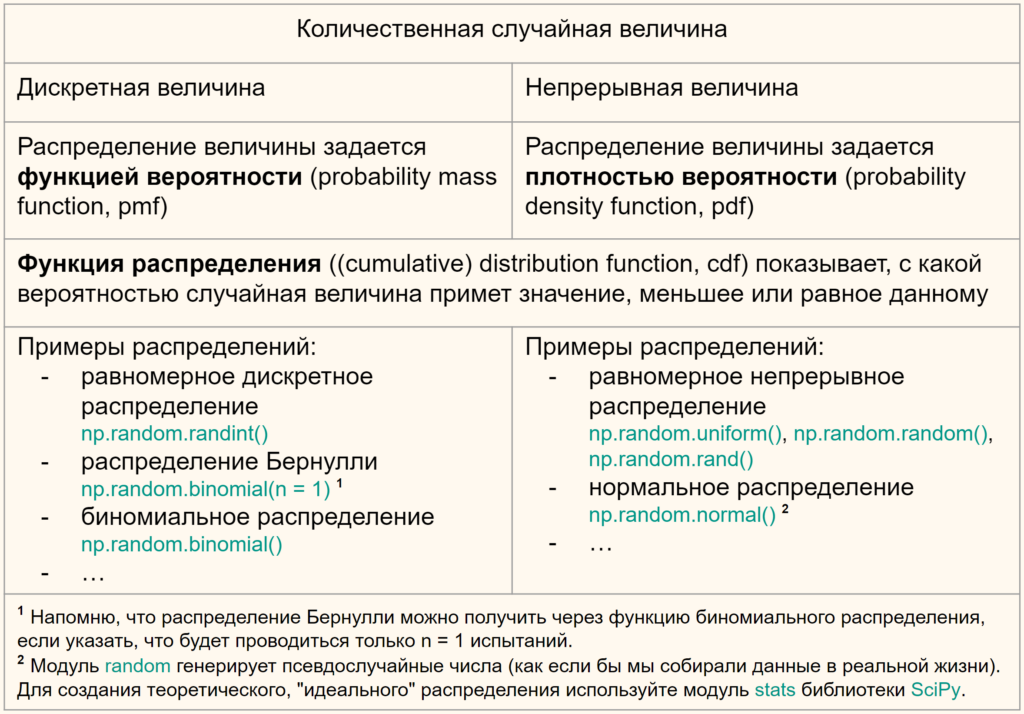 Количественная случайная величина
Дискретная величина
Непрерывная величина
Распределение величины задается
функцией вероятности (probability mass
function, pmf)
Распределение величины задается
плотностью вероятности (probability
density function, pdf)
Функция распределения ((cumulative) distribution function, cdf) показывает, с какой
вероятностью случайная величина примет значение, меньшее или равное данному
Примеры распределений:
- равномерное дискретное
распределение
np.random.randint()
- распределение Бернулли
np.random.binomial(n = 1) ¹
- биномиальное распределение
np.random.binomial()
- …
Примеры распределений:
- равномерное непрерывное
распределение
np.random.uniform(), np.random.random(),
np.random.rand()
- нормальное распределение
np.random.normal() ²
- …
¹ Напомню, что распределение Бернулли можно получить через функцию биномиального распределения,
если указать, что будет проводиться только n = 1 испытаний.
² Модуль random генерирует псевдослучайные числа (как если бы мы собирали данные в реальной жизни).
Для создания теоретического, "идеального" распределения используйте модуль stats библиотеки SciPy.